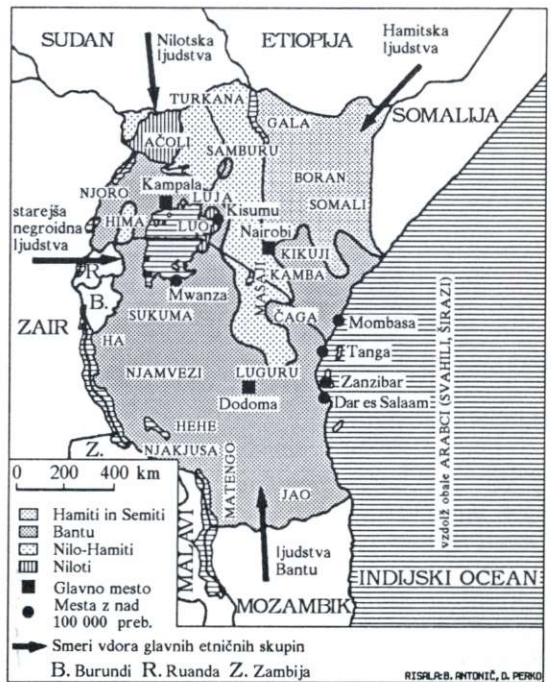 SUDAN
Nilotska
ljudstva
ETIOPIJA
Hamitska
ljudstva
SOMALIJA
TURKANA
GALA
AČOLI
SAMBURU
BORAN
NJORO
Kampala
LUJA
SOMALI
Kisumu
starejša
negroidna
ljudstva
HIMA
LUO
Nairobi
KIKUJI
KAMBA
MASAJI
R.
B.
Mwanza
ZAIR
SUKUMA
ČAGA
Mombasa
HA
Tanga
NJAMVEZI
LUGURU
Zanzibar
Dodoma
Dar es Salaam
HEHE
NJAKJUSA
Z.
MATENGO
JAO
vzdolž obale ARABCI (SVAHILI, ŠIRAZI)
0 200 400
km
MALAVI
ljudstva
Bantu
INDIJSKI OCEAN
MOZAMBIK
Hamiti in Semiti
Bantu
Nilo-Hamiti
Niloti
Glavno mesto
Mesta z nad
100 000 preb.
Smeri vdora glavnih etničnih skupin
B. Burundi R. Ruanda Z. Zambija
RISALA:B. ANTONIČ, D. PERKO